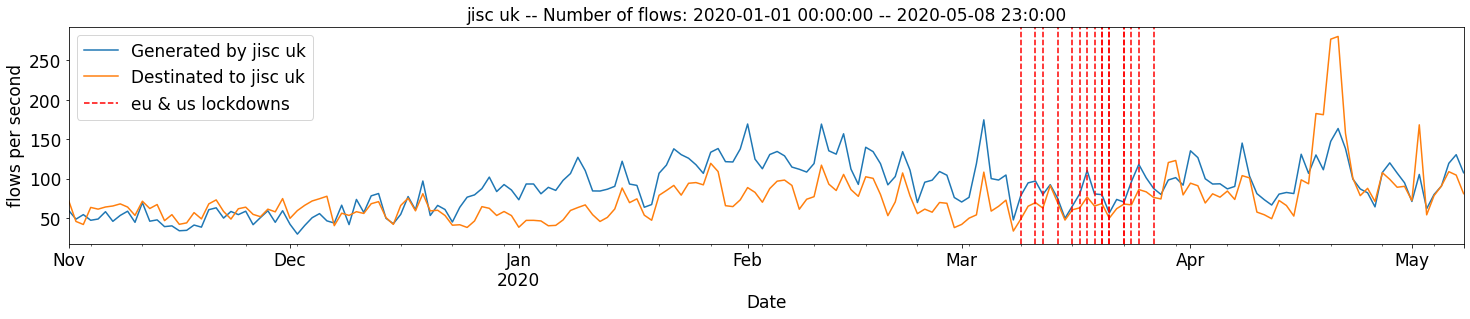 jisc uk -- Number of flows: 2020-01-01 00:00:00 -- 2020-05-08 23:0:00
flows per second
250
200
150
100
50
Generated by jisc uk
Destinated to jisc uk
eu & us lockdowns
Nov Dec Jan Feb Mar Apr May
2020
Date